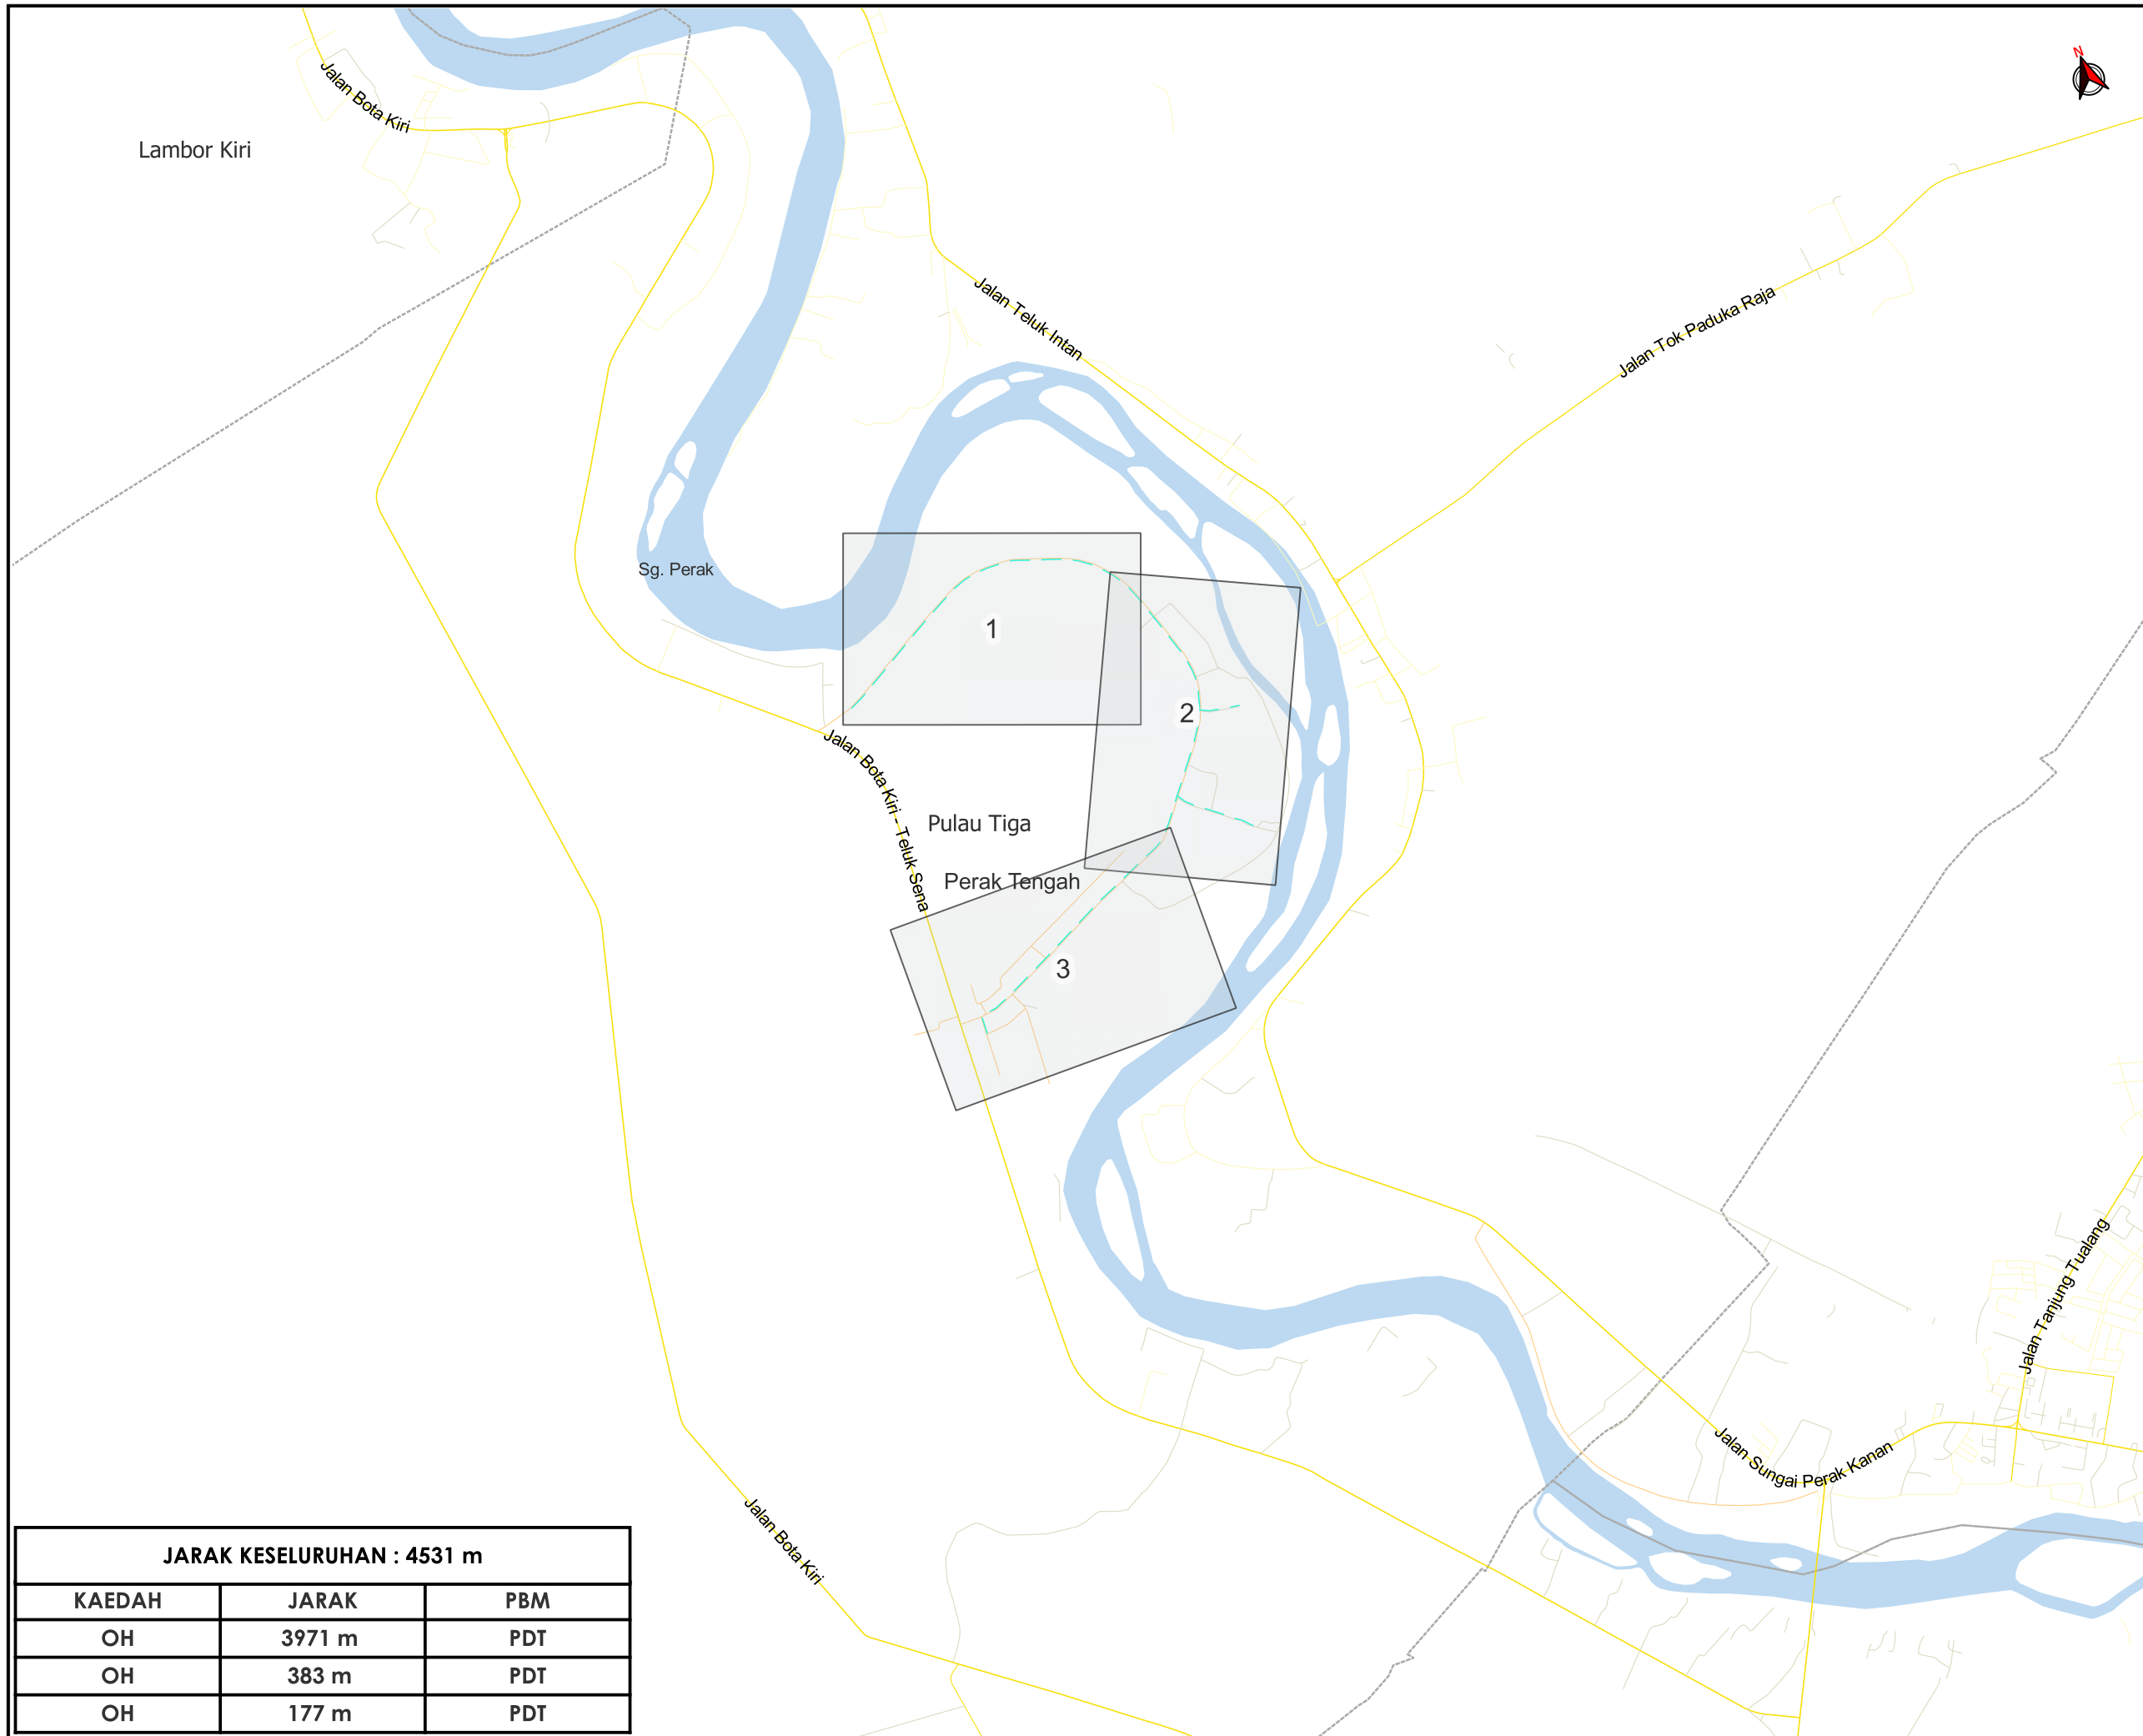 N
Jalan Bota Kiri
Lambor Kiri
Jalan Teluk Intan
Jalan Tok Paduka Raja
Sg. Perak
1
2
Jalan Bota Kiri - Teluk Sena
Pulau Tiga
Perak Tengah
3
Jalan Tanjung Tualang
Jalan Sungai Perak Kanan
Jalan Bota Kiri
JARAK KESELURUHAN : 4531 m
KAEDAH JARAK PBM
OH 3971 m PDT
OH 383 m PDT
OH 177 m PDT